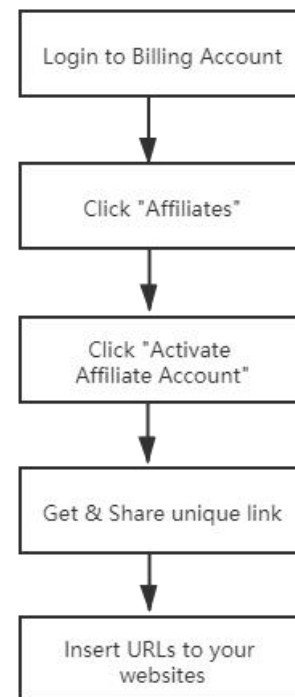 Login to Billing Account
Click "Affiliates"
Click "Activate
Affiliate Account"
Get & Share unique link
Insert URLs to your
websites